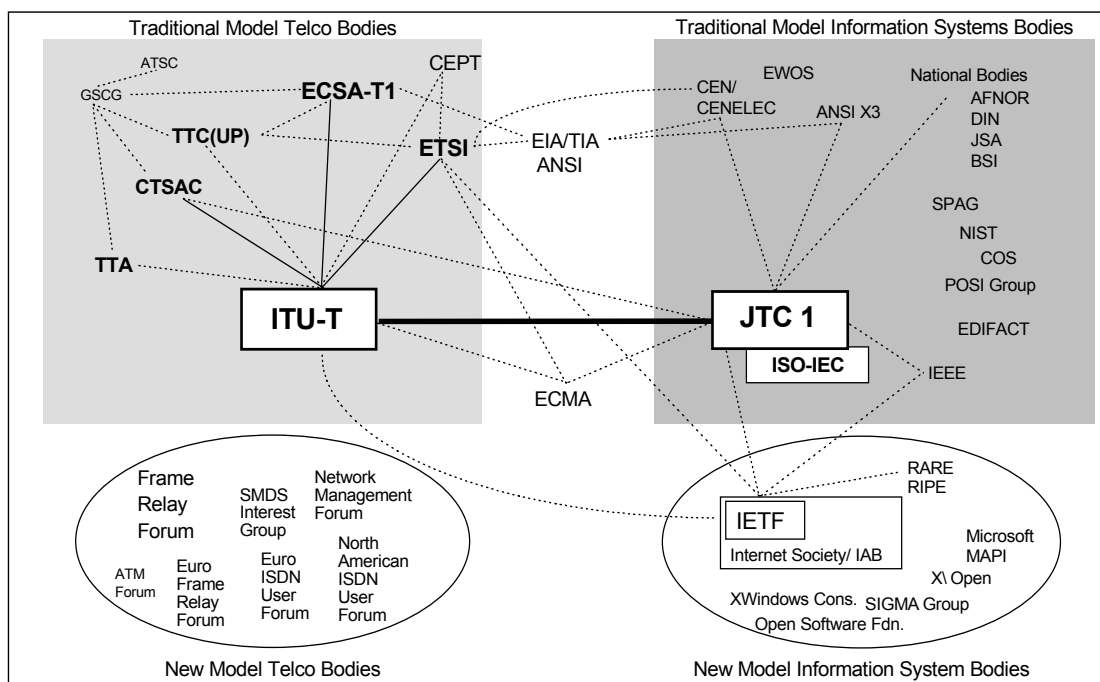 Traditional Model Telco Bodies
Traditional Model Information Systems Bodies
ATSC
CEPT
GSCG
ECSA-T1
TTC(UP)
ETSI
CTSAC
TTA
ITU-T
EIA/TIA
ANSI
ECMA
EWOS
CEN/
CENELEC
ANSI X3
National Bodies
AFNOR
DIN
JSA
BSI
SPAG
NIST
COS
POSI Group
EDIFACT
JTC 1
ISO-IEC
IEEE
Frame
Relay
Forum
SMDS
Interest
Group
Network
Management
Forum
ATM
Forum
Euro
Frame
Relay
Forum
Euro
ISDN
User
Forum
North
American
ISDN
User
Forum
RARE
RIPE
IETF
Internet Society/ IAB
Microsoft
MAPI
X\ Open
XWindows Cons.
SIGMA Group
Open Software Fdn.
New Model Telco Bodies
New Model Information System Bodies